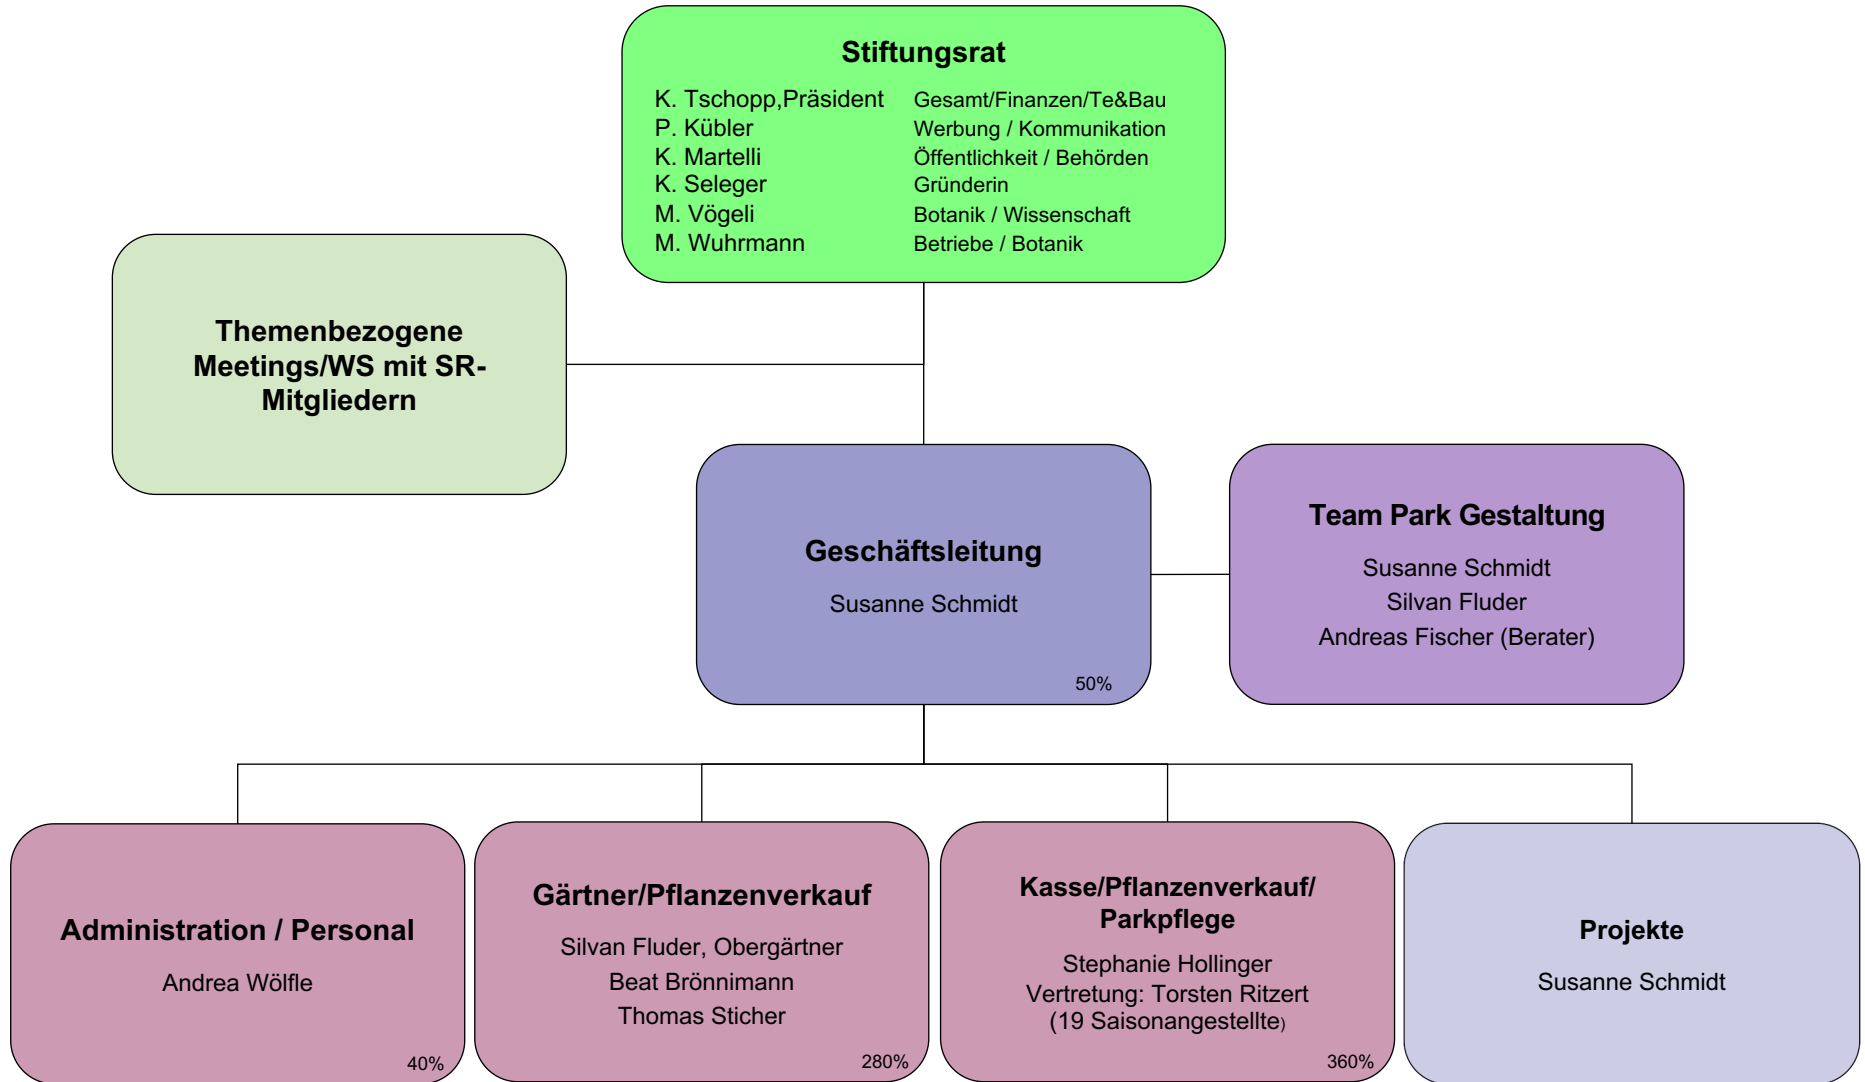 Stiftungsrat
K. Tschopp,Präsident Gesamt/Finanzen/Te&Bau
P. Kübler Werbung / Kommunikation
K. Martelli Öffentlichkeit / Behörden
K. Seleger Gründerin
M. Vögeli Botanik / Wissenschaft
M. Wuhrmann Betriebe / Botanik
Themenbezogene
Meetings/WS mit SR-
Mitgliedern
Geschäftsleitung
Susanne Schmidt
50%
Team Park Gestaltung
Susanne Schmidt
Silvan Fluder
Andreas Fischer (Berater)
Administration / Personal
Andrea Wölfle
40%
Gärtner/Pflanzenverkauf
Silvan Fluder, Obergärtner
Beat Brönnimann
Thomas Sticher
280%
Kasse/Pflanzenverkauf/
Parkpflege
Stephanie Hollinger
Vertretung: Torsten Ritzert
(19 Saisonangestellte)
360%
Projekte
Susanne Schmidt